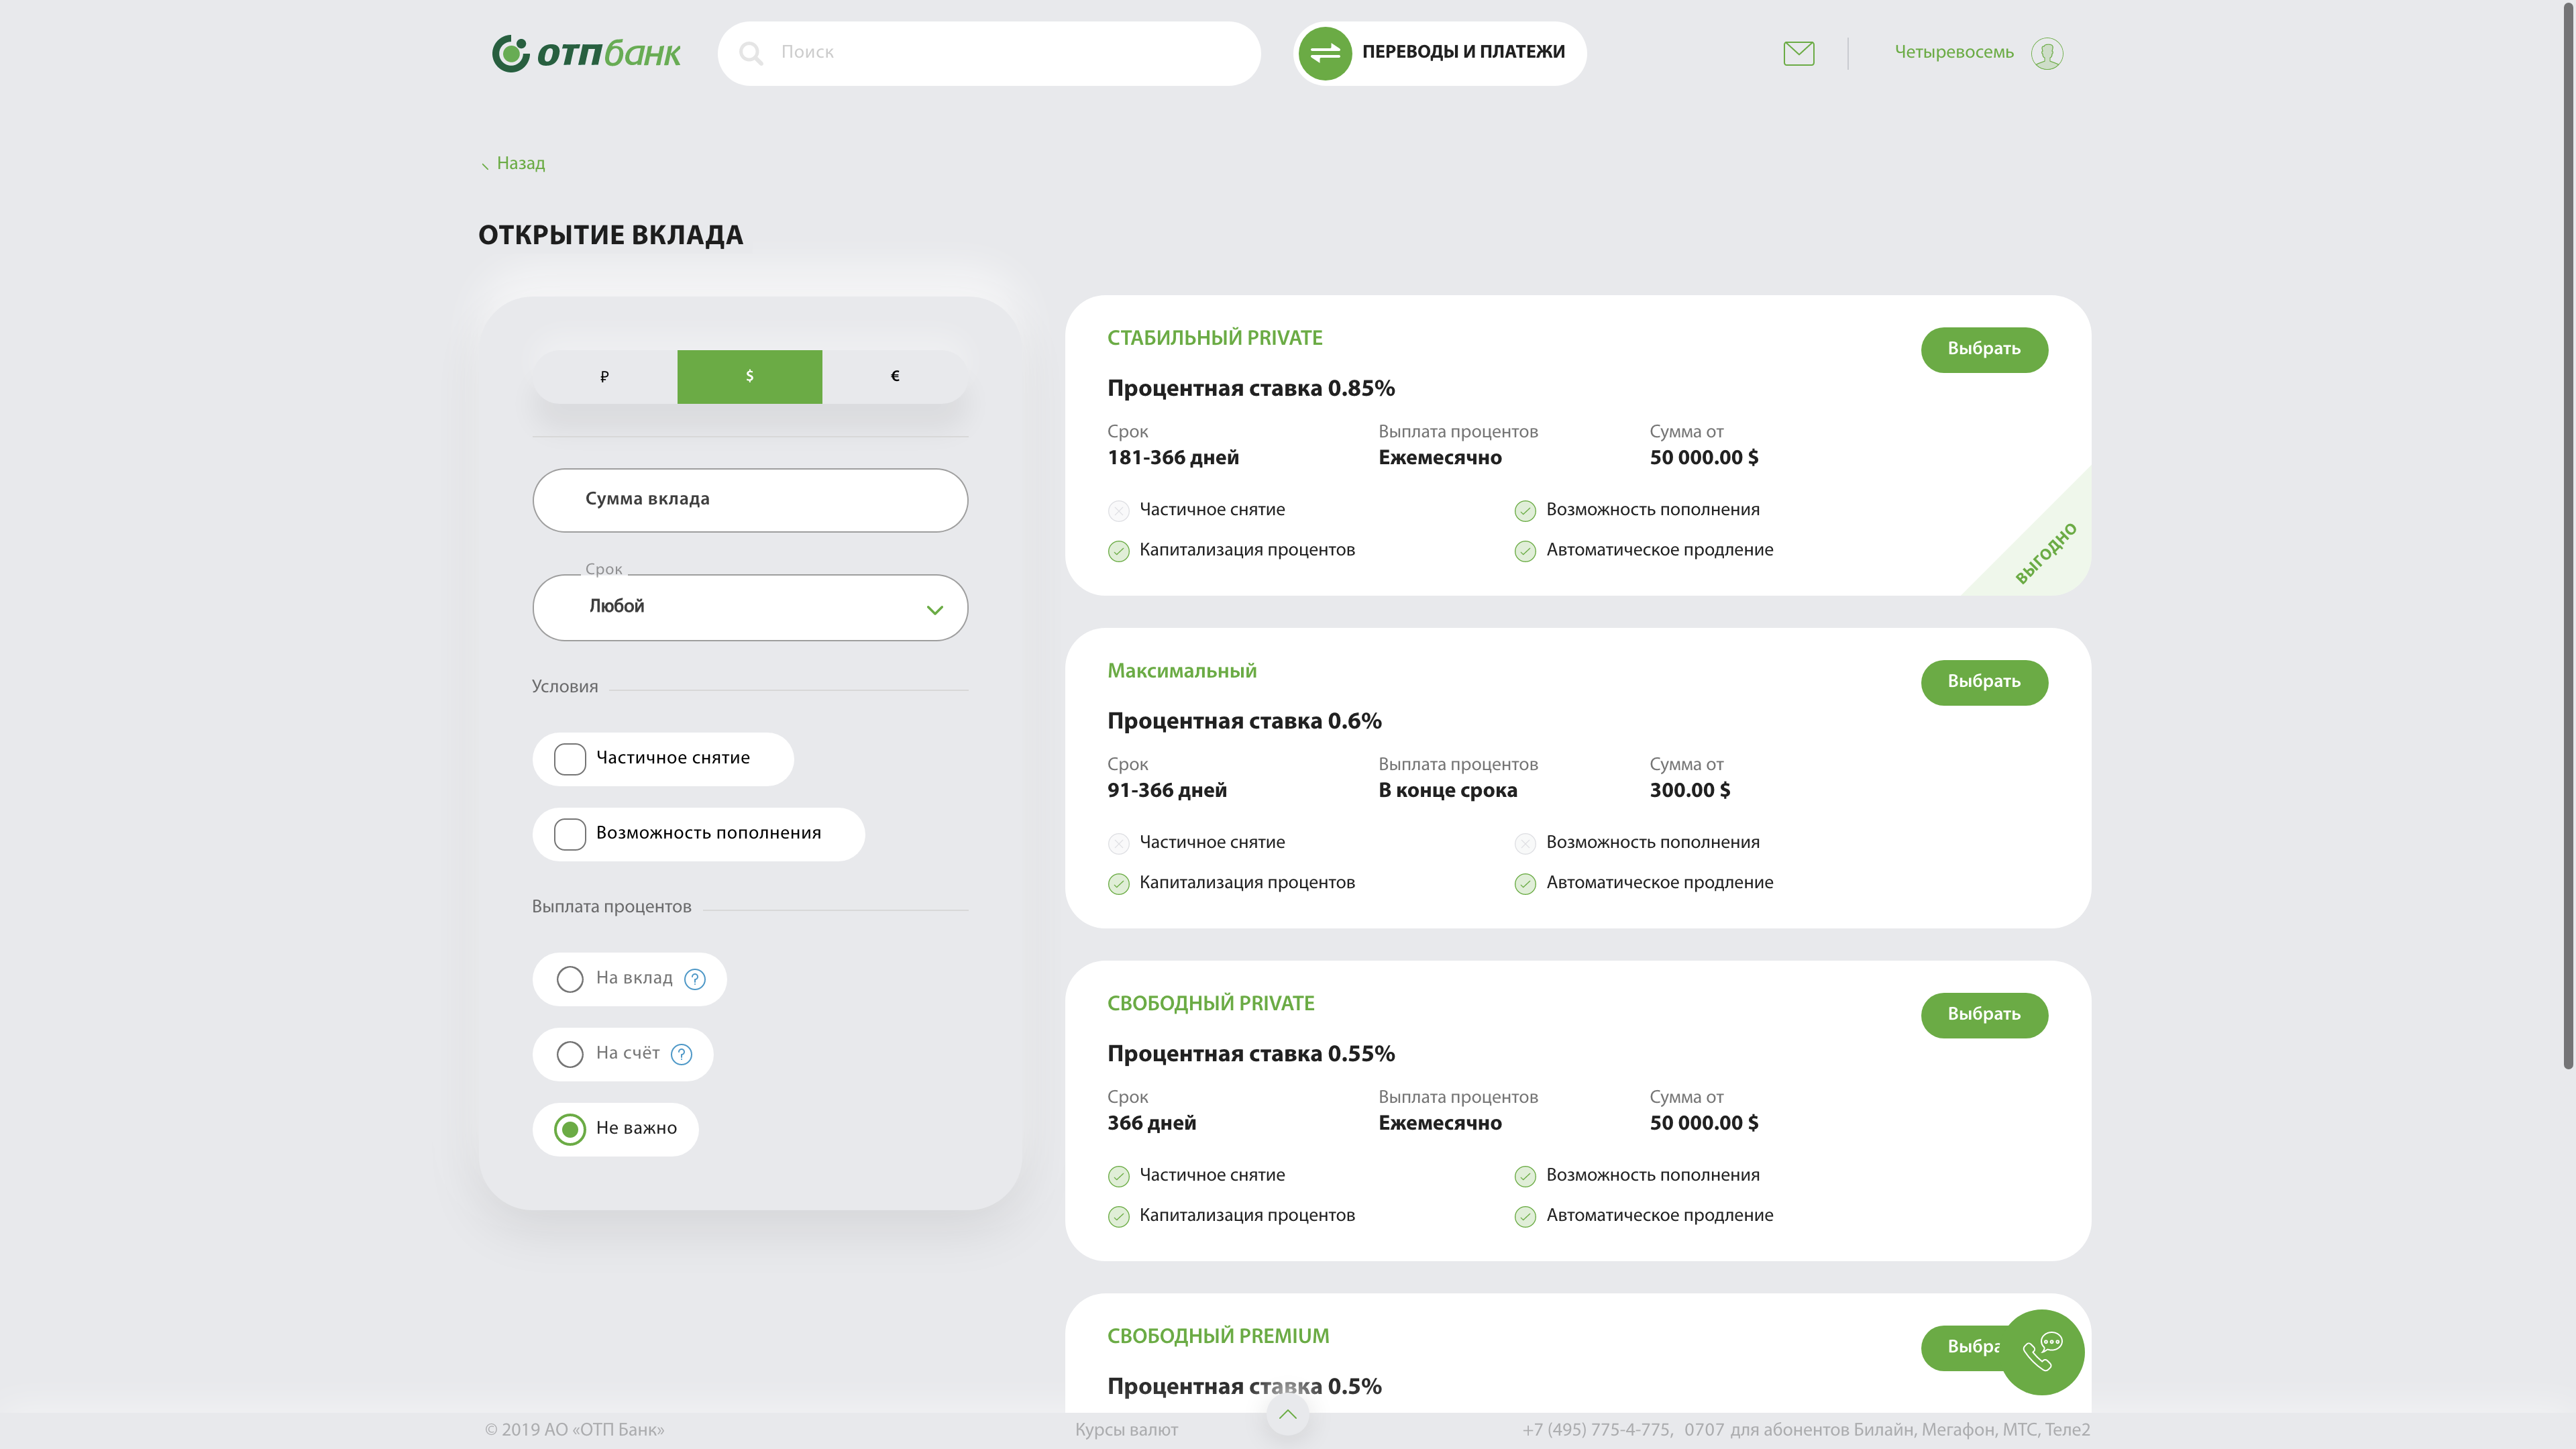 отпбанк
Поиск
ПЕРЕВОДЫ И ПЛАТЕЖИ
Четыревосемь
Назад
ОТКРЫТИЕ ВКЛАДА
₽ $ €
Сумма вклада
Срок
Любой
Условия
Частичное снятие
Возможность пополнения
Выплата процентов
На вклад ?
На счёт ?
Не важно
СТАБИЛЬНЫЙ PRIVATE
Выбрать
Процентная ставка 0.85%
Срок Выплата процентов Сумма от
181-366 дней Ежемесячно 50 000.00 $
Частичное снятие Возможность пополнения
Капитализация процентов Автоматическое продление
ВЫГОДНО
Максимальный
Выбрать
Процентная ставка 0.6%
Срок Выплата процентов Сумма от
91-366 дней В конце срока 300.00 $
Частичное снятие Возможность пополнения
Капитализация процентов Автоматическое продление
СВОБОДНЫЙ PRIVATE
Выбрать
Процентная ставка 0.55%
Срок Выплата процентов Сумма от
366 дней Ежемесячно 50 000.00 $
Частичное снятие Возможность пополнения
Капитализация процентов Автоматическое продление
СВОБОДНЫЙ PREMIUM
Выбра
Процентная ставка 0.5%
© 2019 АО «ОТП Банк» Курсы валют +7 (495) 775-4-775, 0707 для абонентов Билайн, Мегафон, МТС, Теле2